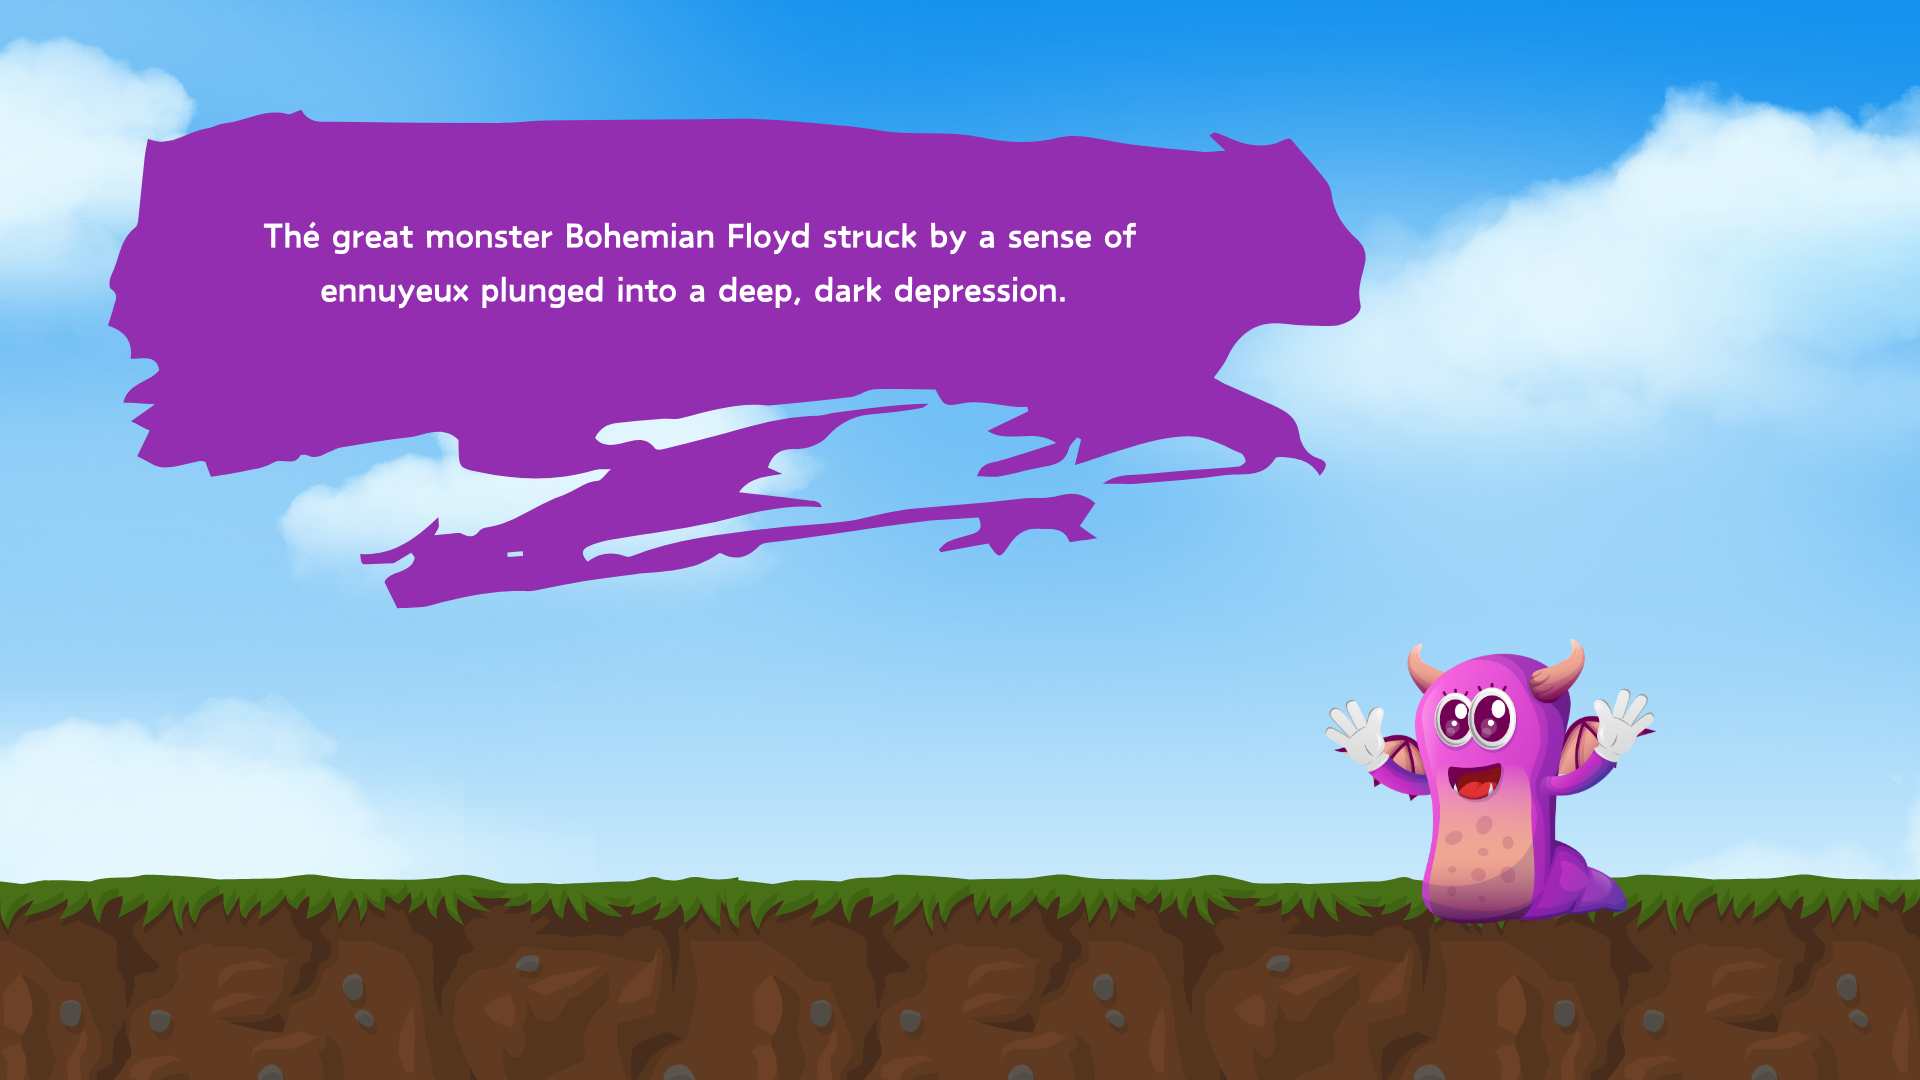 Thé great monster Bohemian Floyd struck by a sense of
ennuyeux plunged into a deep, dark depression.